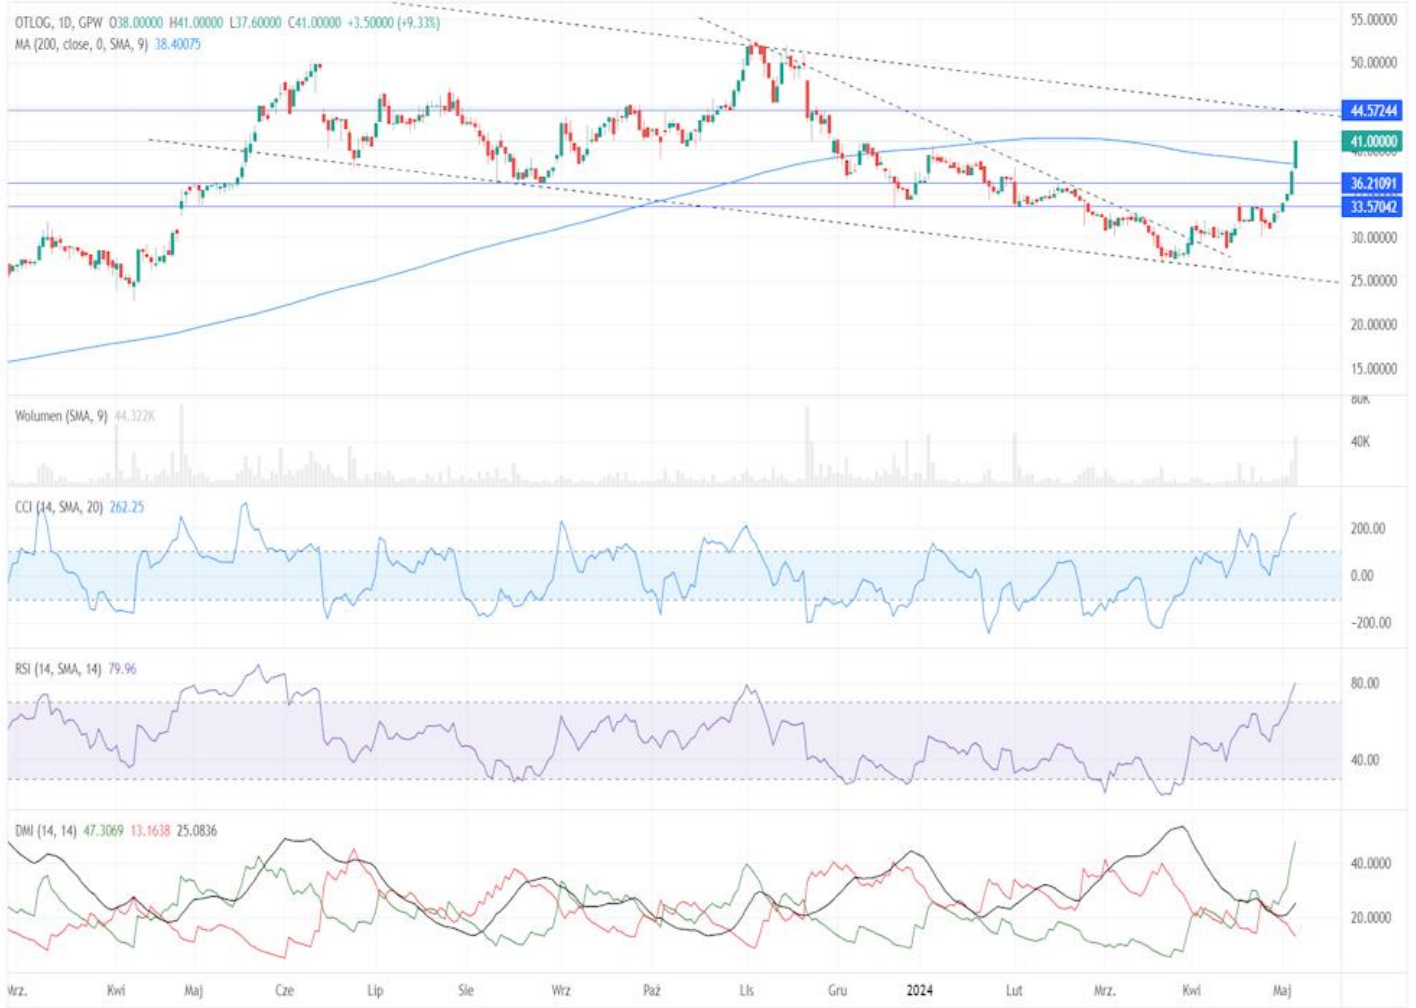 OTLOG, 1D, GPW O38.00000 H41.00000 L37.60000 C41.00000 +3.50000 (+9.33%)
MA (200, close, 0, SMA, 9) 38.40075
55.00000
50.00000
44.57244
41.00000
40.00000
36.21091
33.57042
30.00000
25.00000
20.00000
15.00000
Wolumen (SMA, 9) 44.322K
80K
40K
CCI (14, SMA, 20) 262.25
200.00
0.00
-200.00
RSI (14, SMA, 14) 79.96
80.00
40.00
DMI (14, 14) 47.3069 13.1638 25.0836
40.0000
20.0000
Mrz. Kwi Maj Cze Lip Sie Wrz Paź Lis Gru 2024 Lut Mrz. Kwi Maj